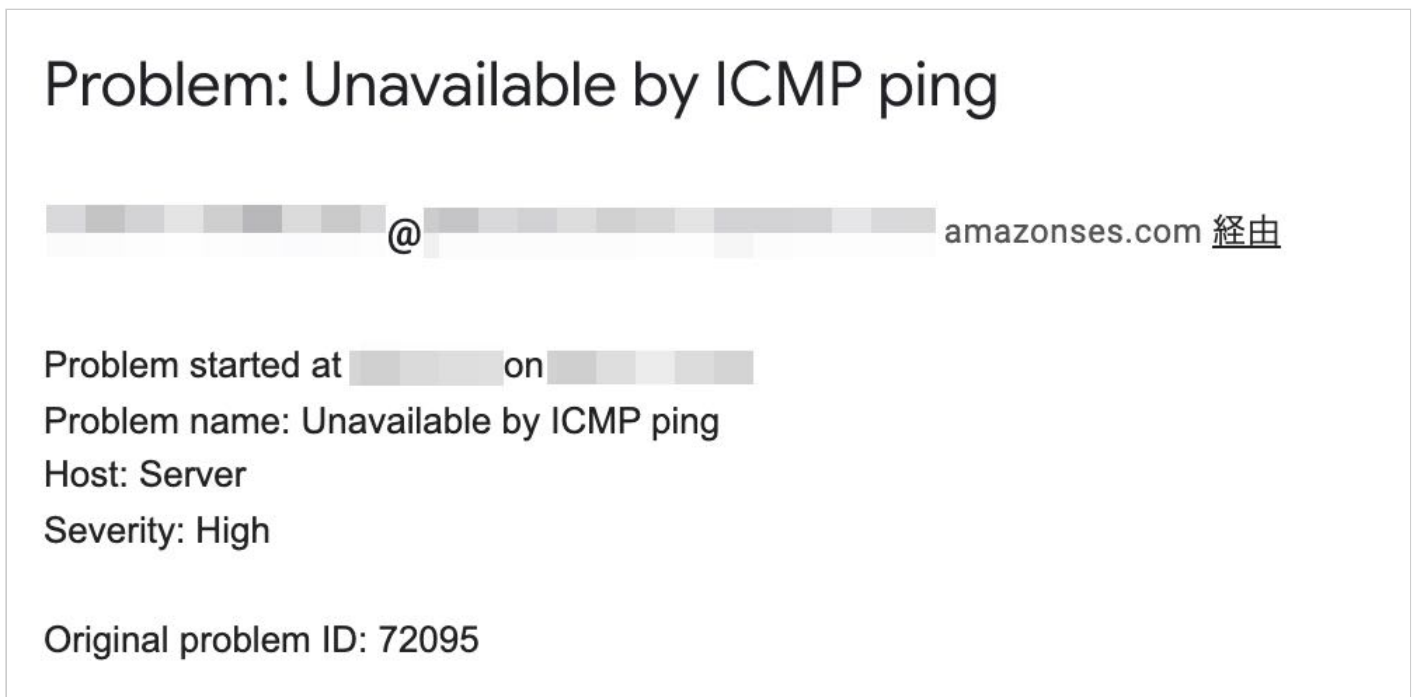 Problem: Unavailable by ICMP ping
@ amazonses.com 経由
Problem started at on
Problem name: Unavailable by ICMP ping
Host: Server
Severity: High
Original problem ID: 72095